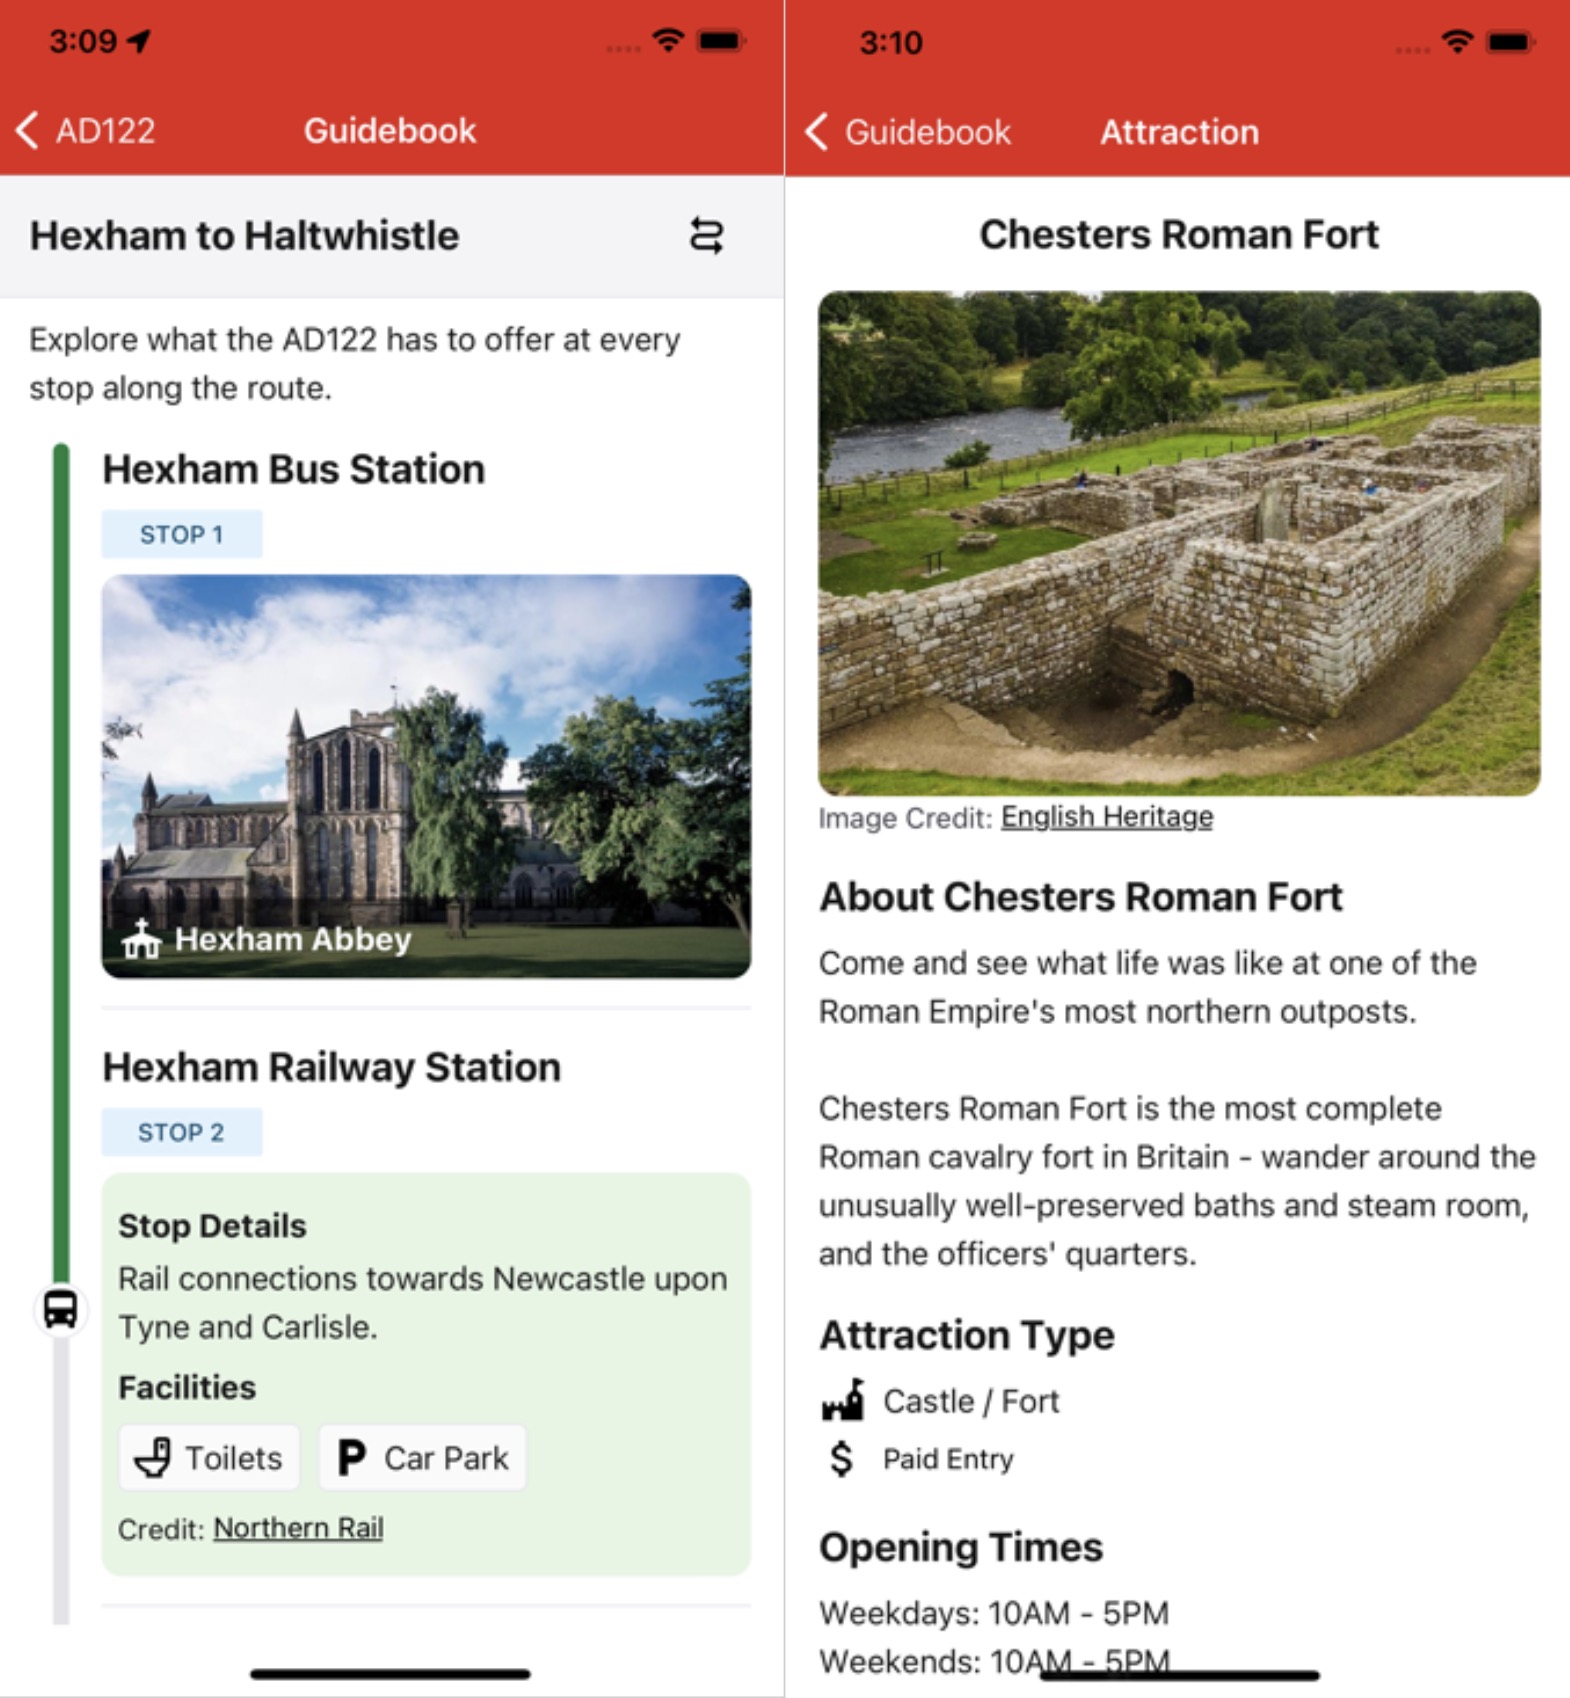 3:09
AD122
Guidebook
Hexham to Haltwhistle
Explore what the AD122 has to offer at every
stop along the route.
Hexham Bus Station
STOP 1
Hexham Abbey
Hexham Railway Station
STOP 2
Stop Details
Rail connections towards Newcastle upon
Tyne and Carlisle.
Facilities
Toilets
P Car Park
Credit: Northern Rail
3:10
Guidebook
Attraction
Chesters Roman Fort
Image Credit: English Heritage
About Chesters Roman Fort
Come and see what life was like at one of the
Roman Empire's most northern outposts.
Chesters Roman Fort is the most complete
Roman cavalry fort in Britain - wander around the
unusually well-preserved baths and steam room,
and the officers' quarters.
Attraction Type
Castle / Fort
$ Paid Entry
Opening Times
Weekdays: 10AM - 5PM
Weekends: 10AM - 5PM